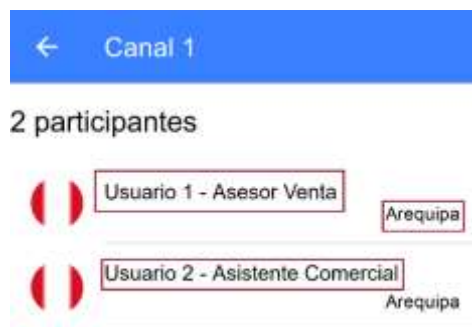 Canal 1
2 participantes
Usuario 1 - Asesor Venta
Arequipa
Usuario 2 - Asistente Comercial
Arequipa